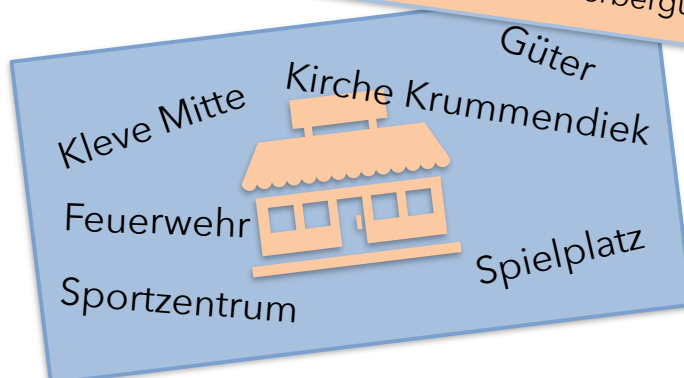 Güter
Kirche Krummendiek
Kleve Mitte
Feuerwehr
Spielplatz
Sportzentrum